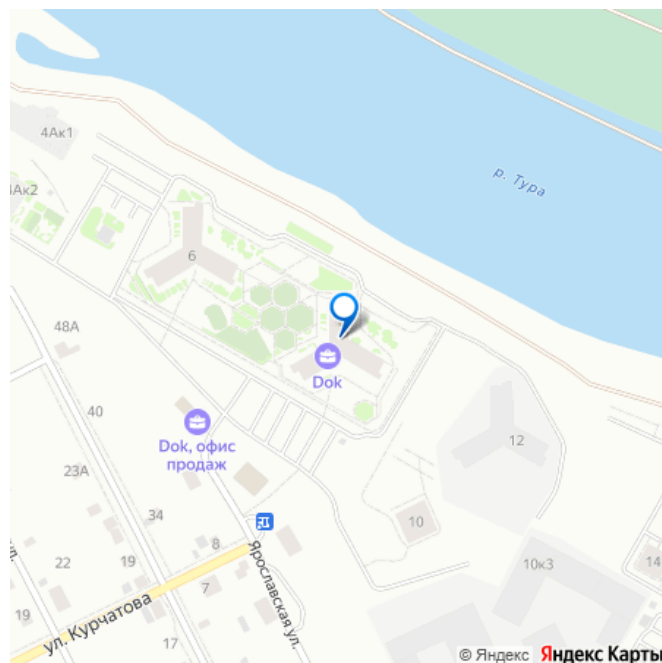 4Ак1
р. Тура
4Ак2
6
48А
Dok
40
Dok, офис
продаж
12
23А
34
10
22
19
8
10к3
14
7
Ярославская ул.
19
ул. Курчатова
17
© Яндекс Яндекс Карты